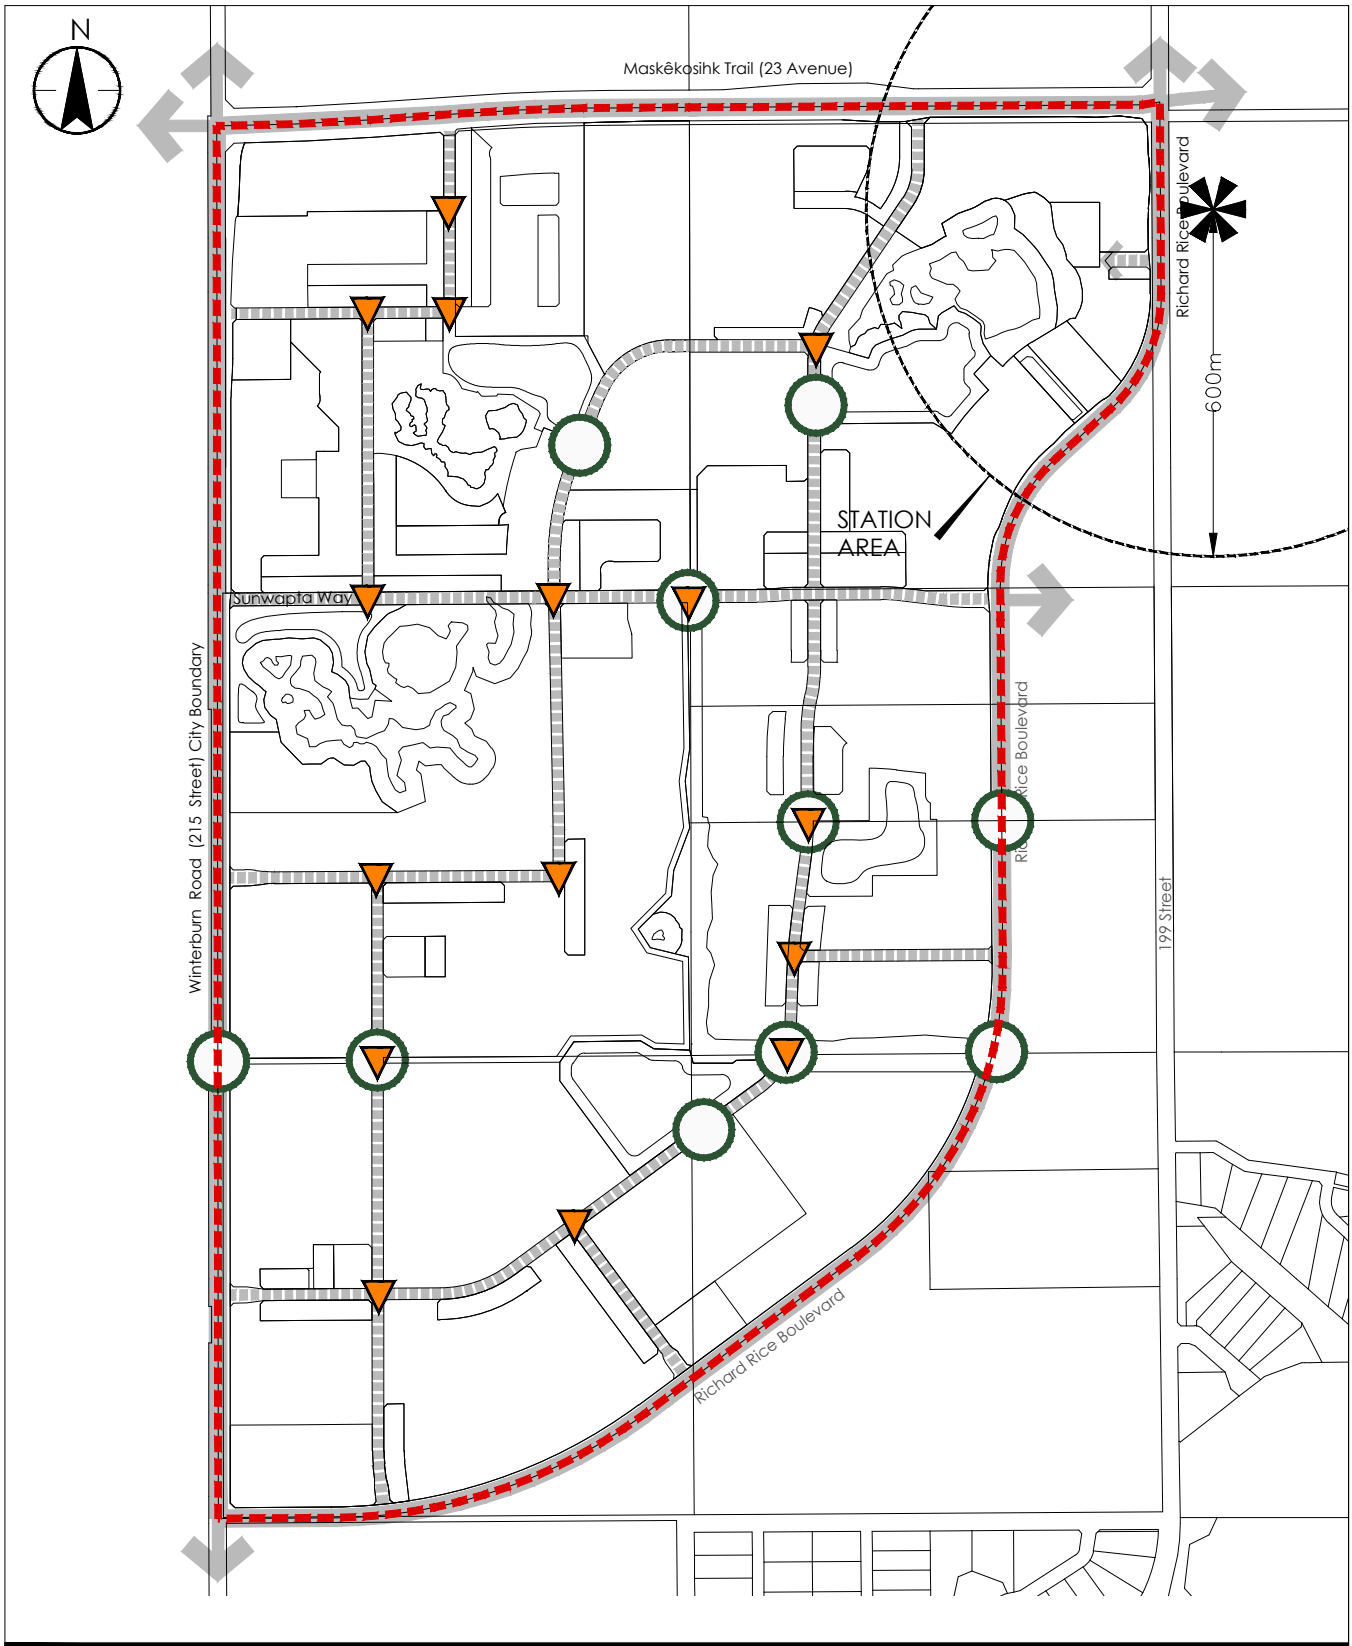 N
Maskêkosihk Trail (23 Avenue)
Richard Rice Boulevard
600m
STATION
AREA
Sunwapta Way
Winterburn Road (215 Street) City Boundary
Rice Boulevard
199 Street
Richard Rice Boulevard